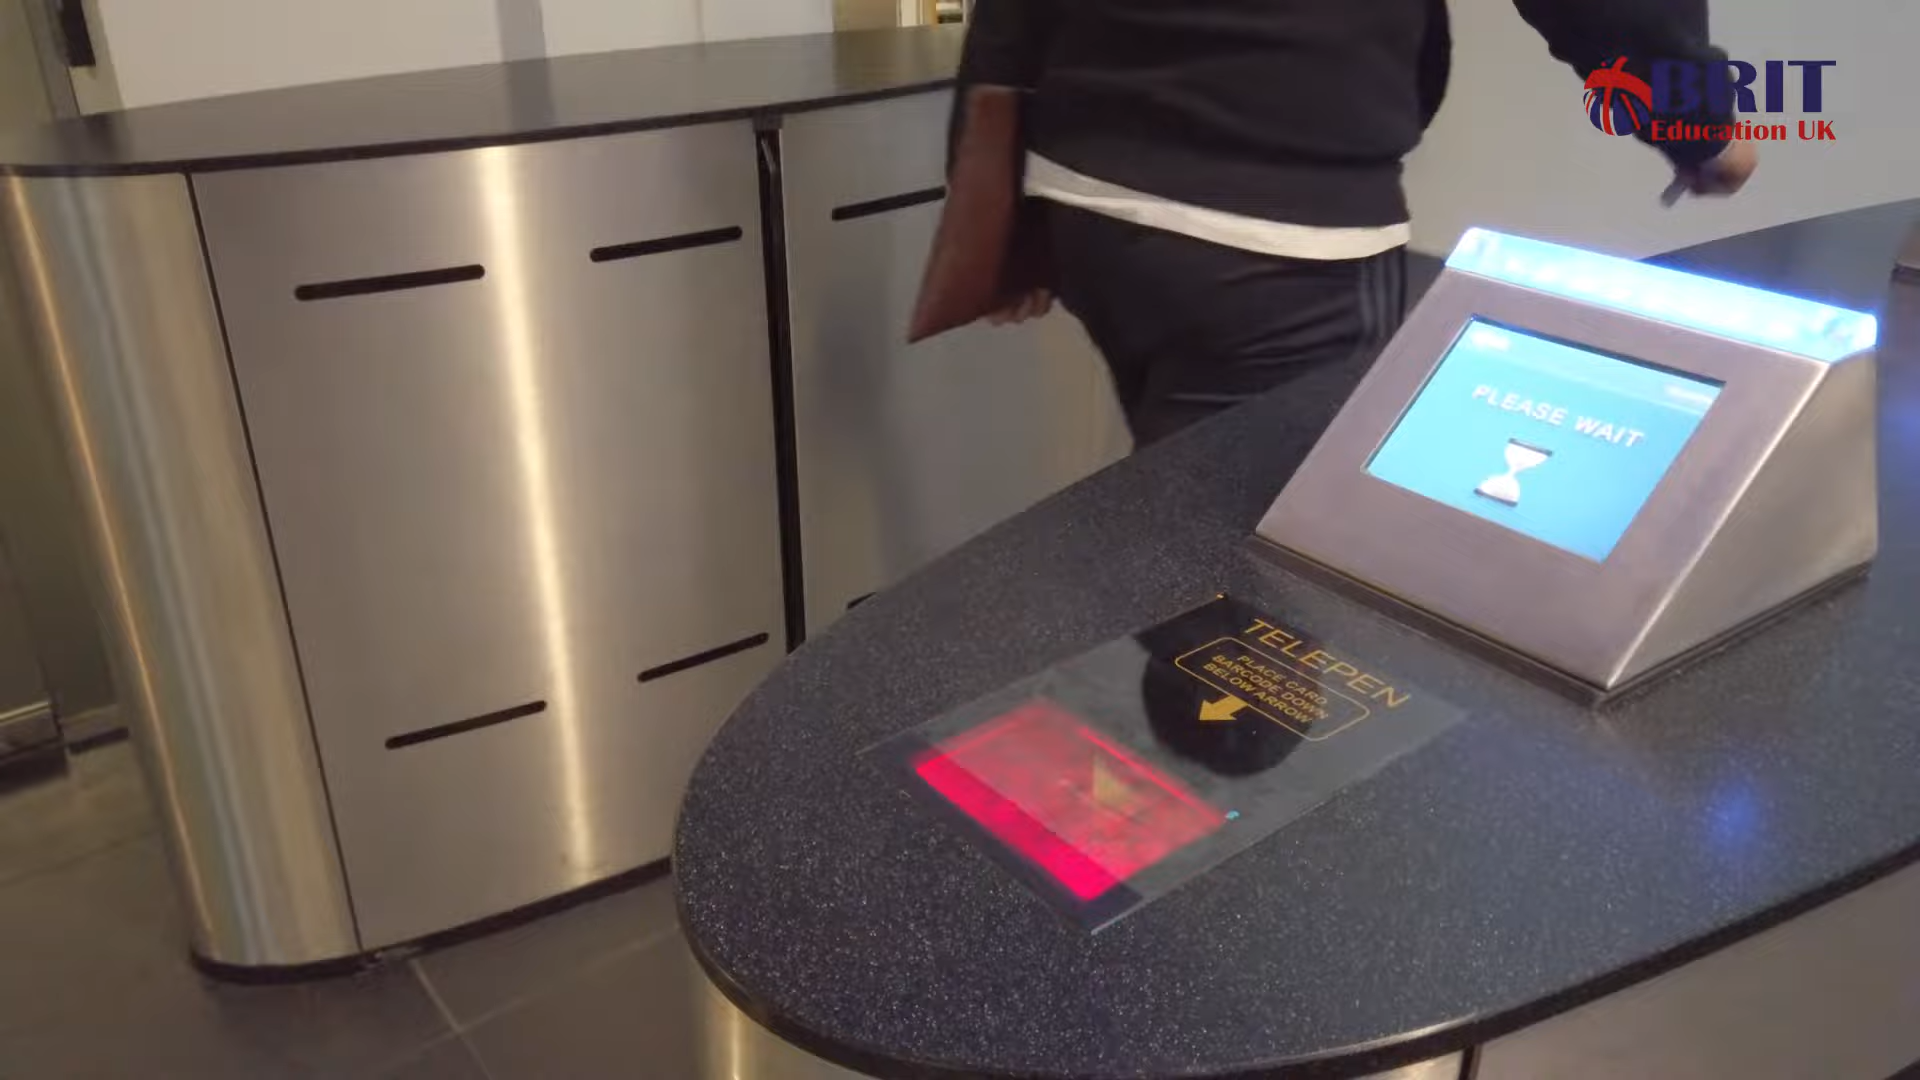 BRIT
Education UK
PLEASE WAIT
TELEPEN
PLACE CARD
BARCODE DOWN
BELOW ARROW